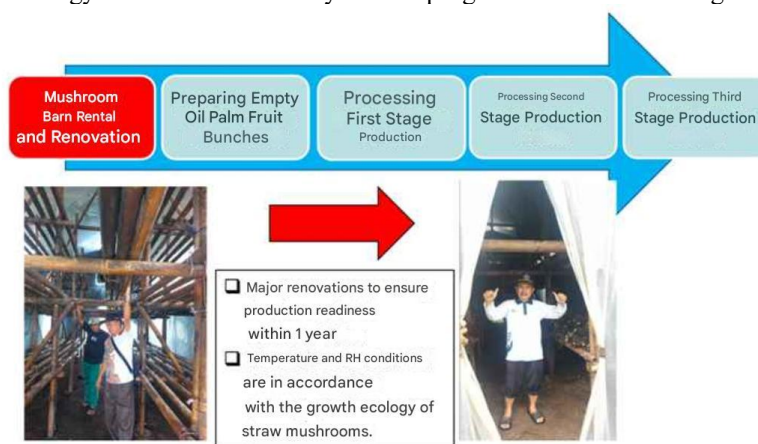 Mushroom
Barn Rental
and Renovation
Preparing Empty
Oil Palm Fruit
Bunches
Processing
First Stage
Production
Processing Second
Stage Production
Processing Third
Stage Production
Major renovations to ensure
production readiness
within 1 year
Temperature and RH conditions
are in accordance
with the growth ecology of
straw mushrooms.